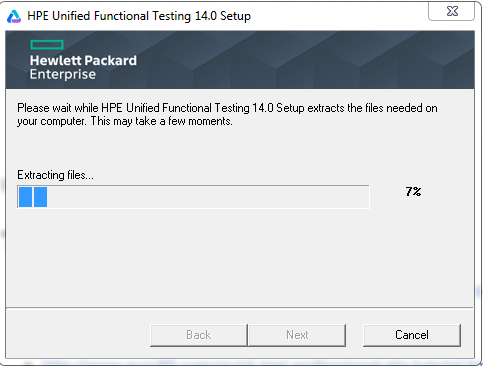 HPE Unified Functional Testing 14.0 Setup
Hewlett Packard
Enterprise
Please wait while HPE Unified Functional Testing 14.0 Setup extracts the files needed on
your computer. This may take a few moments.
Extracting files...
7%
Back
Next
Cancel